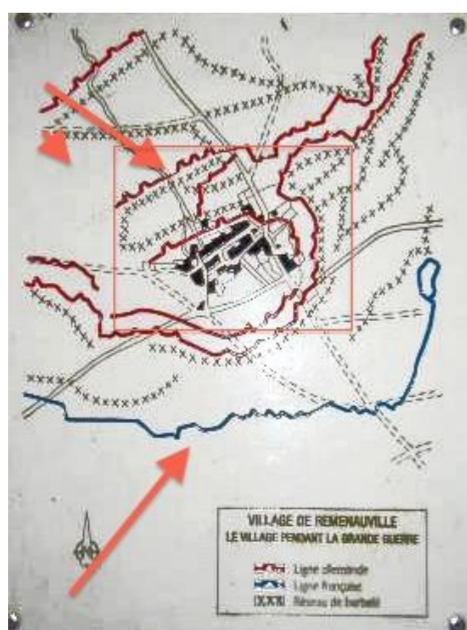 VILLAGE DE REMENAUVILLE
LE VILLAGE PENDANT LA GRANDE GUERRE
Ligne allemande
Ligne française
Réseau de barbelé